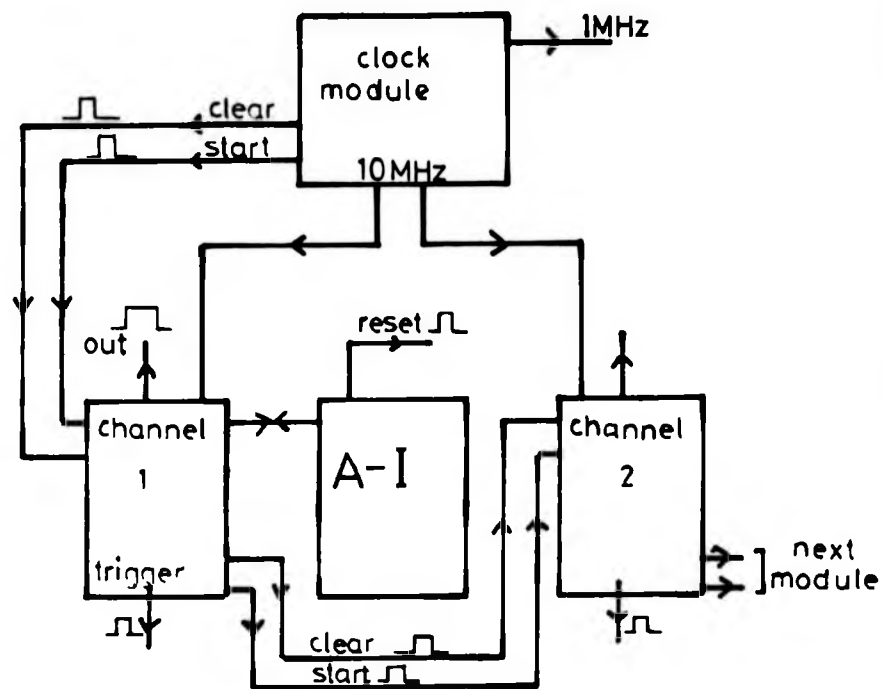 1MHz
clock
module
clear
start
10MHz
out
reset
channel
1
trigger
A-I
channel
2
next
module
clear
start